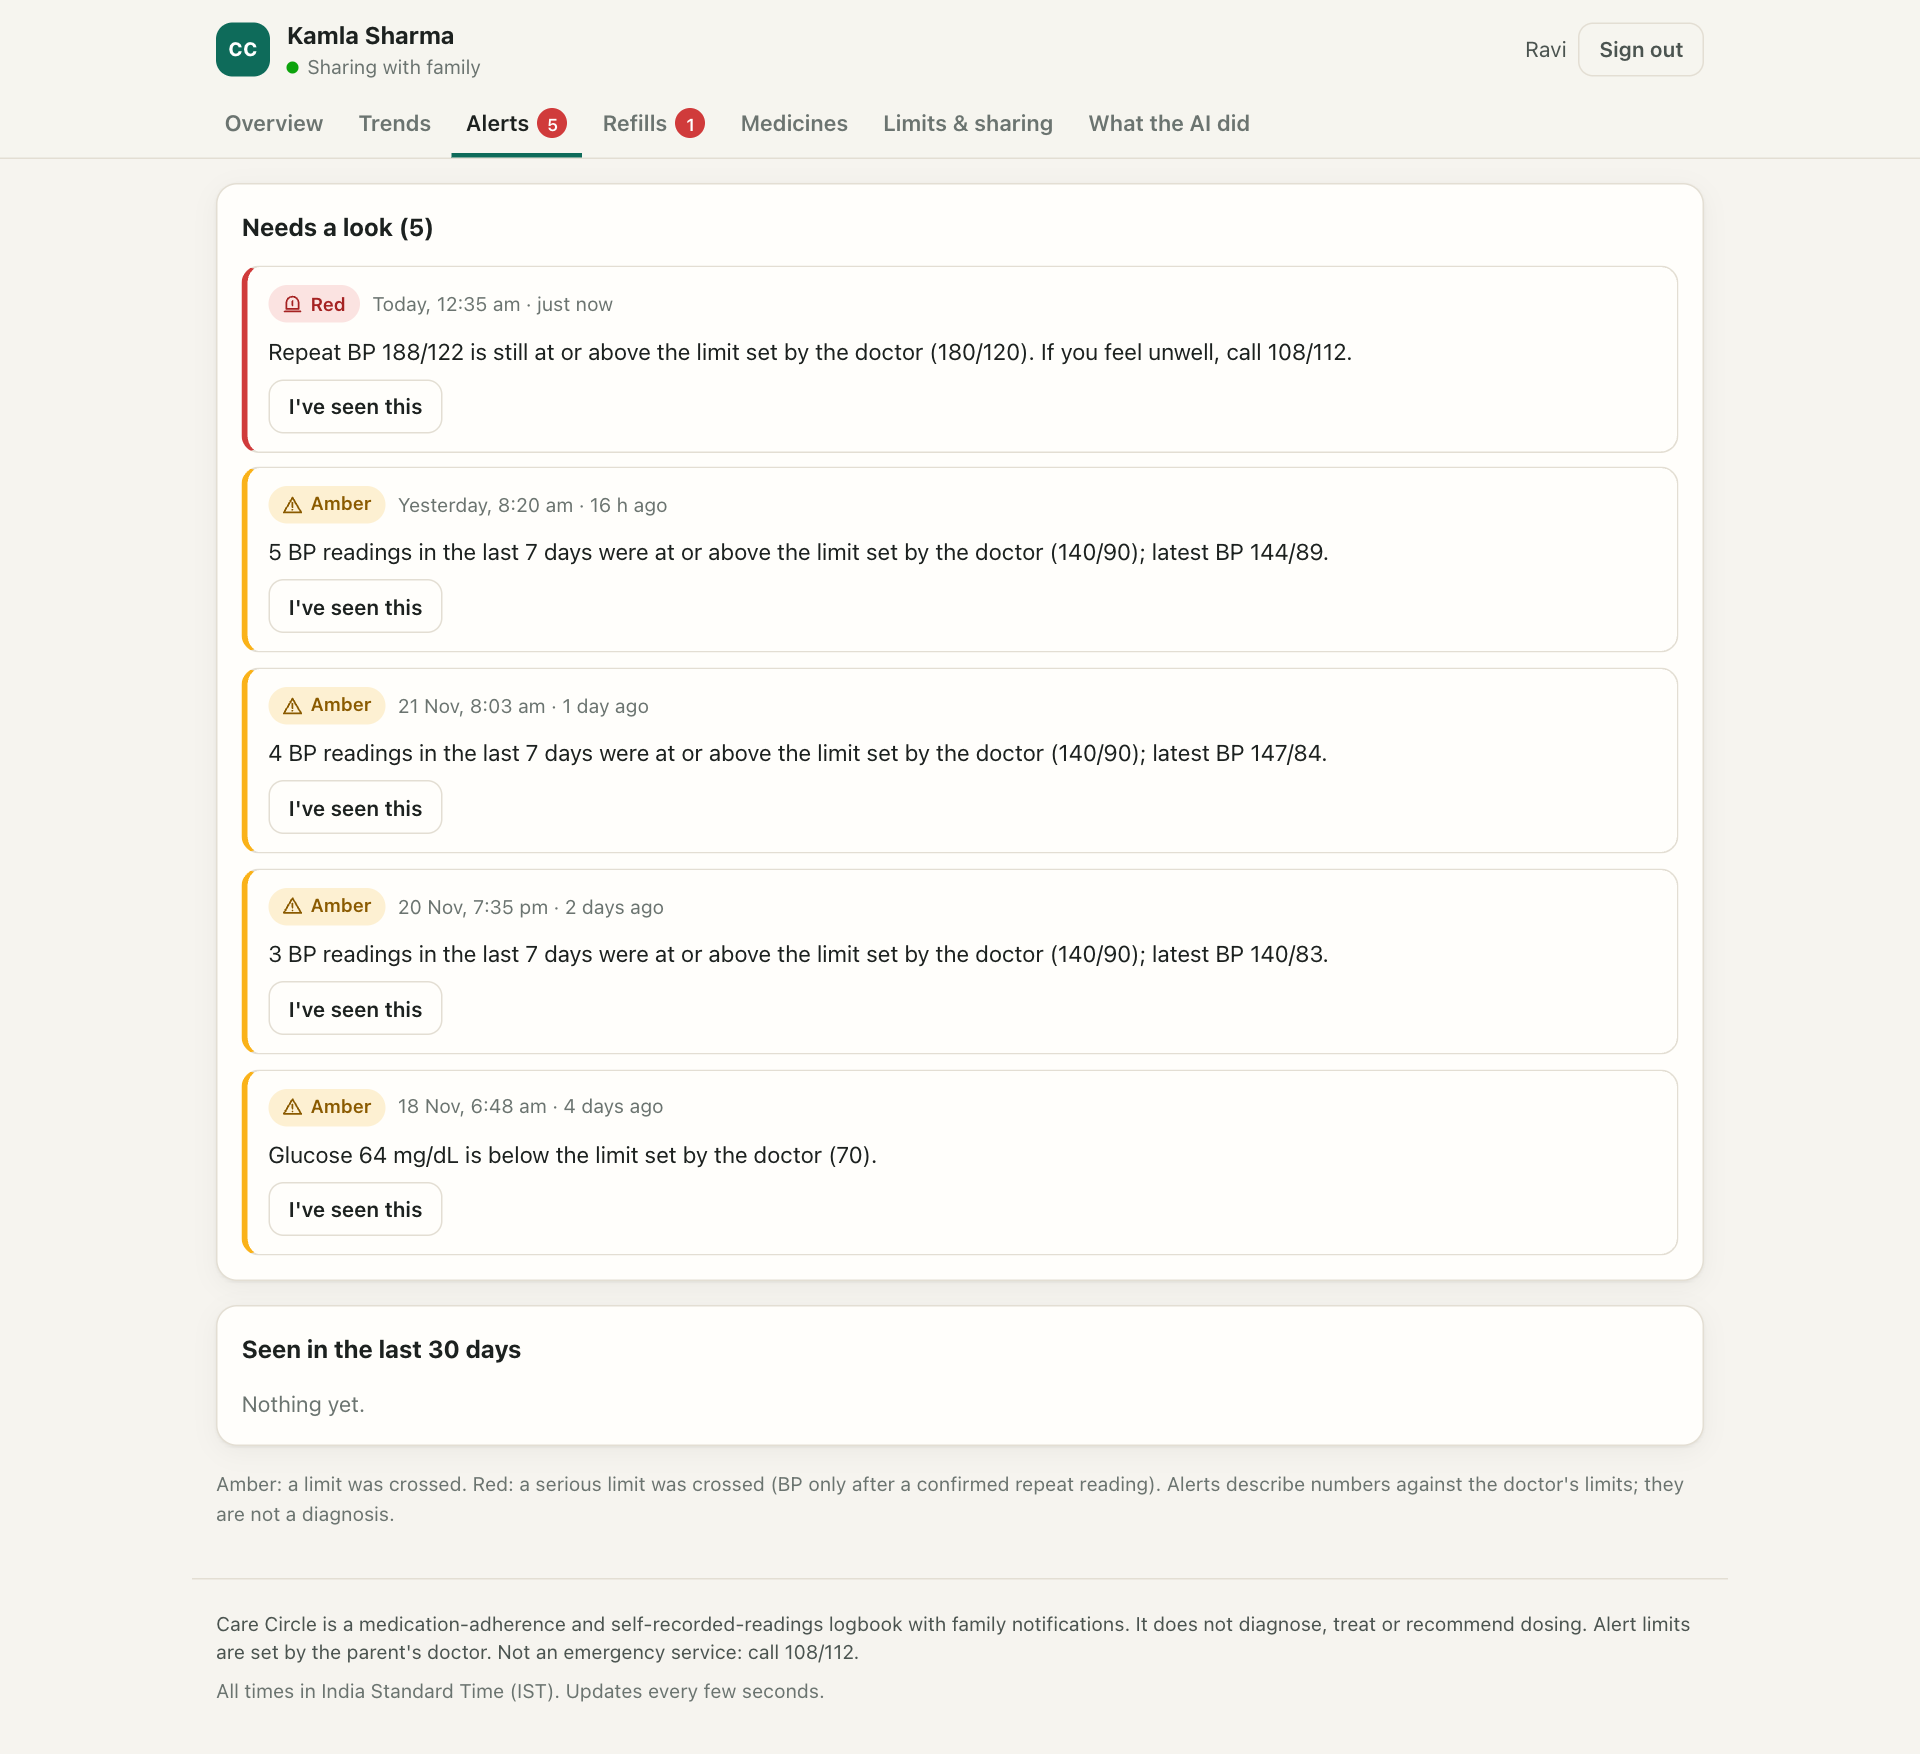 CC
Kamla Sharma
Sharing with family
Ravi
Sign out
Overview
Trends
Alerts 5
Refills 1
Medicines
Limits & sharing
What the AI did
Needs a look (5)
Red Today, 12:35 am · just now
Repeat BP 188/122 is still at or above the limit set by the doctor (180/120). If you feel unwell, call 108/112.
I've seen this
Amber Yesterday, 8:20 am · 16 h ago
5 BP readings in the last 7 days were at or above the limit set by the doctor (140/90); latest BP 144/89.
I've seen this
Amber 21 Nov, 8:03 am · 1 day ago
4 BP readings in the last 7 days were at or above the limit set by the doctor (140/90); latest BP 147/84.
I've seen this
Amber 20 Nov, 7:35 pm · 2 days ago
3 BP readings in the last 7 days were at or above the limit set by the doctor (140/90); latest BP 140/83.
I've seen this
Amber 18 Nov, 6:48 am · 4 days ago
Glucose 64 mg/dL is below the limit set by the doctor (70).
I've seen this
Seen in the last 30 days
Nothing yet.
Amber: a limit was crossed. Red: a serious limit was crossed (BP only after a confirmed repeat reading). Alerts describe numbers against the doctor's limits; they
are not a diagnosis.
Care Circle is a medication-adherence and self-recorded-readings logbook with family notifications. It does not diagnose, treat or recommend dosing. Alert limits
are set by the parent's doctor. Not an emergency service: call 108/112.
All times in India Standard Time (IST). Updates every few seconds.